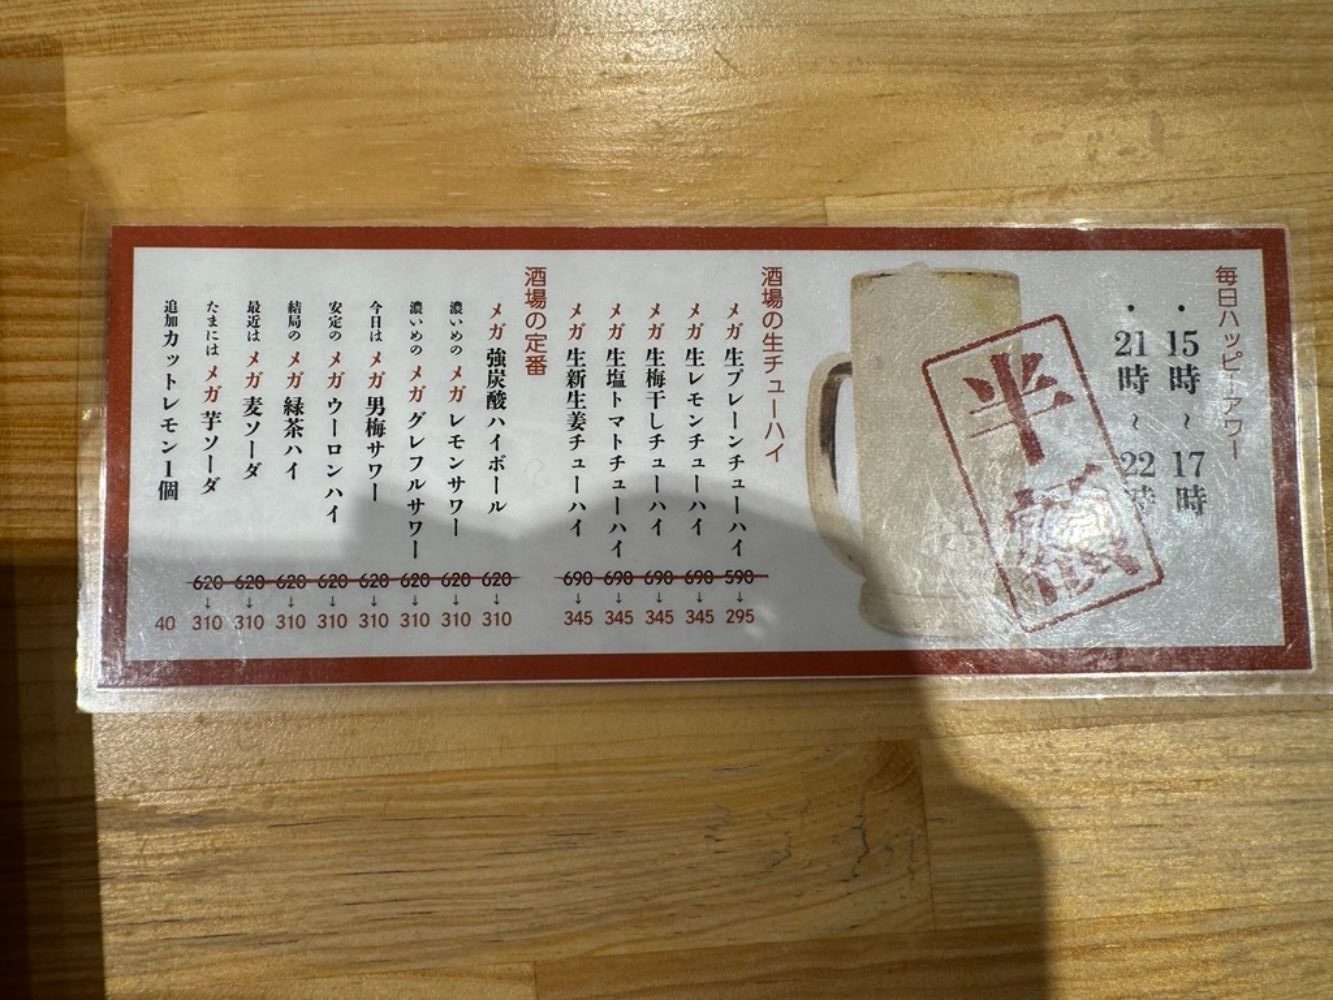 毎日ハッピーアワー
・15時～17時
・21時～22時
半額
酒場の生チューハイ
メガ 生プレーンチューハイ 590→295
メガ 生レモンチューハイ 690→345
メガ 生梅干しチューハイ 690→345
メガ 生塩トマトチューハイ 690→345
メガ 生新生姜チューハイ 690→345
酒場の定番
メガ 強炭酸ハイボール 620→310
濃いめの メガ レモンサワー 620→310
濃いめの メガ グレフルサワー 620→310
今日は メガ 男梅サワー 620→310
安定の メガ ウーロンハイ 620→310
結局の メガ 緑茶ハイ 620→310
最近は メガ 麦ソーダ 620→310
たまには メガ 芋ソーダ 620→310
追加カットレモン1個 40